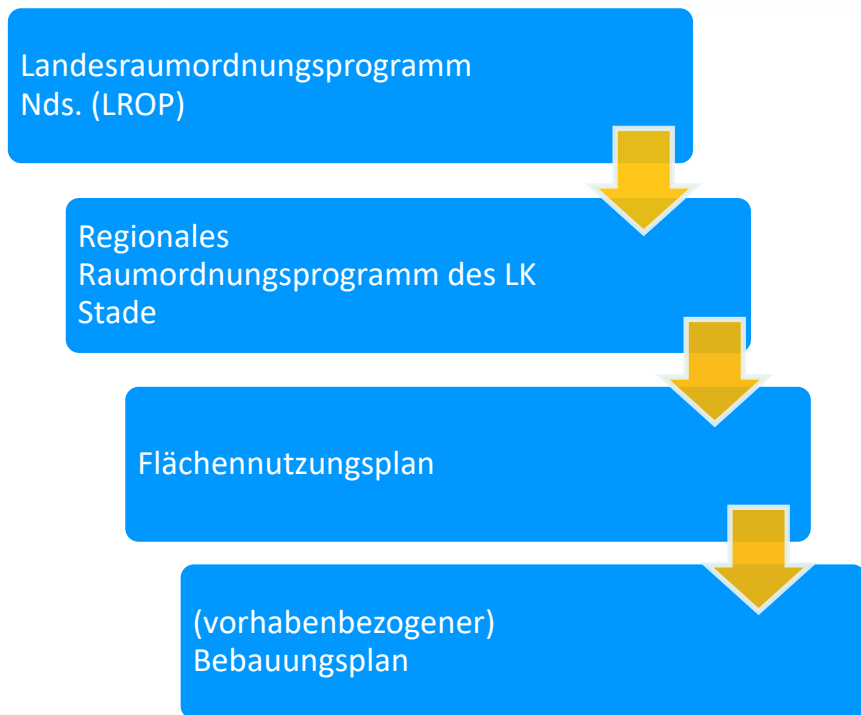 Landesraumordnungsprogramm
Nds. (LROP)
Regionales
Raumordnungsprogramm des LK
Stade
Flächennutzungsplan
(vorhabenbezogener)
Bebauungsplan